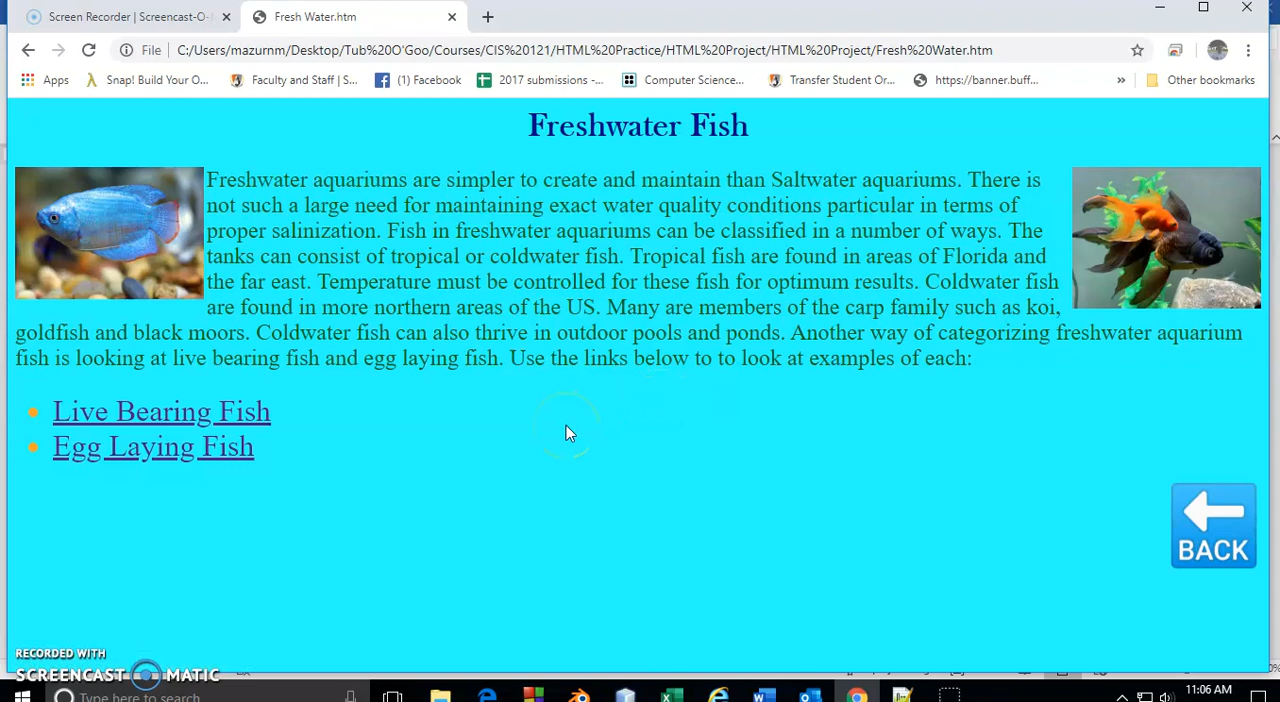 Screen Recorder | Screencast-O-
Fresh Water.htm
File C:/Users/mazurnm/Desktop/Tub%20O'Goo/Courses/CIS%20121/HTML%20Practice/HTML%20Project/HTML%20Project/Fresh%20Water.htm
Apps Snap! Build Your O... Faculty and Staff | S... (1) Facebook 2017 submissions -... Computer Science... Transfer Student Or... https://banner.buff... » Other bookmarks
Freshwater Fish
Freshwater aquariums are simpler to create and maintain than Saltwater aquariums. There is
not such a large need for maintaining exact water quality conditions particular in terms of
proper salinization. Fish in freshwater aquariums can be classified in a number of ways. The
tanks can consist of tropical or coldwater fish. Tropical fish are found in areas of Florida and
the far east. Temperature must be controlled for these fish for optimum results. Coldwater fish
are found in more northern areas of the US. Many are members of the carp family such as koi,
goldfish and black moors. Coldwater fish can also thrive in outdoor pools and ponds. Another way of categorizing freshwater aquarium
fish is looking at live bearing fish and egg laying fish. Use the links below to to look at examples of each:
Live Bearing Fish
Egg Laying Fish
BACK
RECORDED WITH
SCREENCAST MATIC
Type here to search
11:06 AM